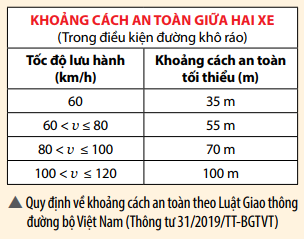 KHOẢNG CÁCH AN TOÀN GIỮA HAI XE
(Trong điều kiện đường khô ráo)
Tốc độ lưu hành (km/h) Khoảng cách an toàn tối thiểu (m)
60 35 m
60 < v ≤ 80 55 m
80 < v ≤ 100 70 m
100 < v ≤ 120 100 m
▲ Quy định về khoảng cách an toàn theo Luật Giao thông
đường bộ Việt Nam (Thông tư 31/2019/TT-BGTVT)